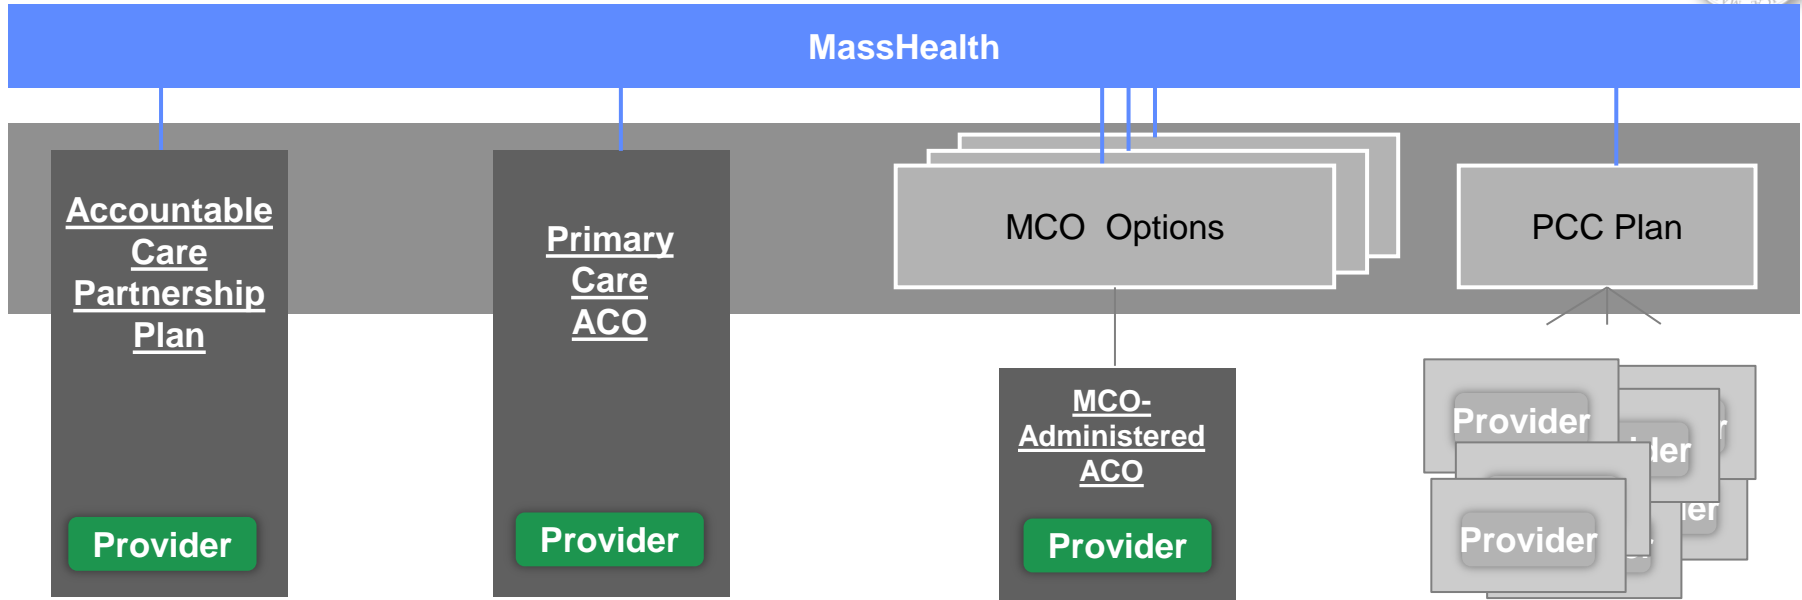 MassHealth
Accountable
Care
Partnership
Plan
Primary
Care
ACO
MCO Options
PCC Plan
MCO-
Administered
ACO
Provider
Provider
Provider
Provider
Provider